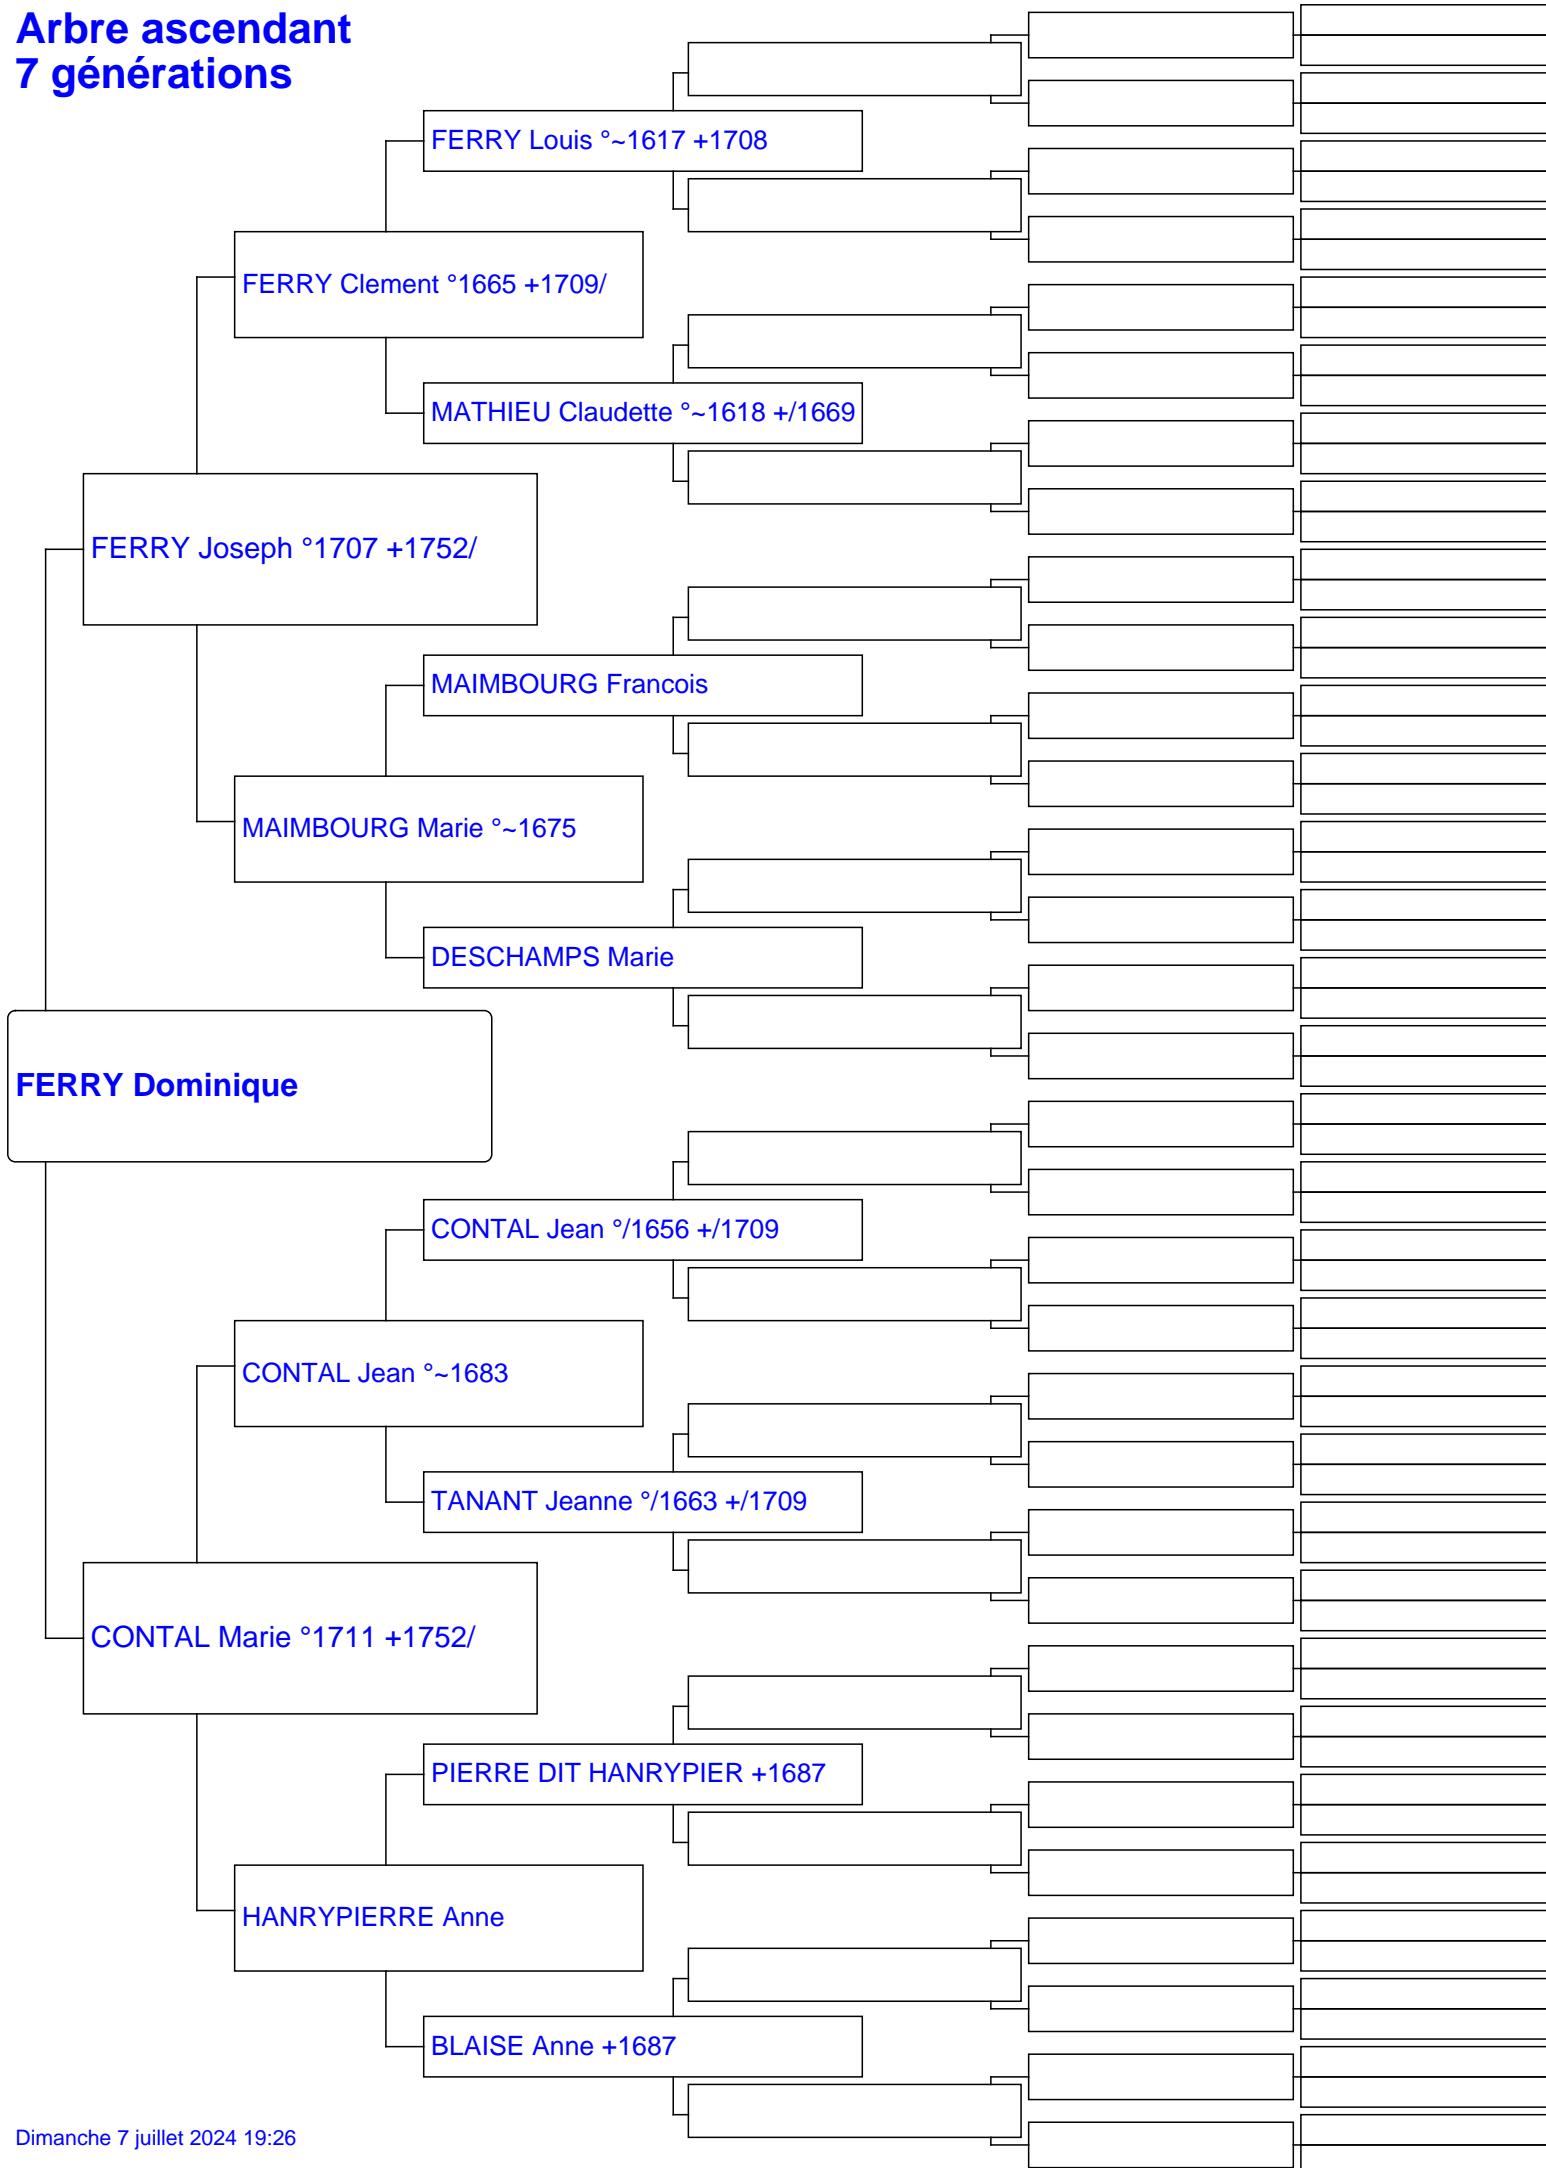 Arbre ascendant
7 générations
FERRY Louis °~1617 +1708
FERRY Clement °1665 +1709/
MATHIEU Claudette °~1618 +/1669
FERRY Joseph °1707 +1752/
MAIMBOURG Francois
MAIMBOURG Marie °~1675
DESCHAMPS Marie
FERRY Dominique
CONTAL Jean °/1656 +/1709
CONTAL Jean °~1683
TANANT Jeanne °/1663 +/1709
CONTAL Marie °1711 +1752/
PIERRE DIT HANRYPIER +1687
HANRYPIERRE Anne
BLAISE Anne +1687
Dimanche 7 juillet 2024 19:26